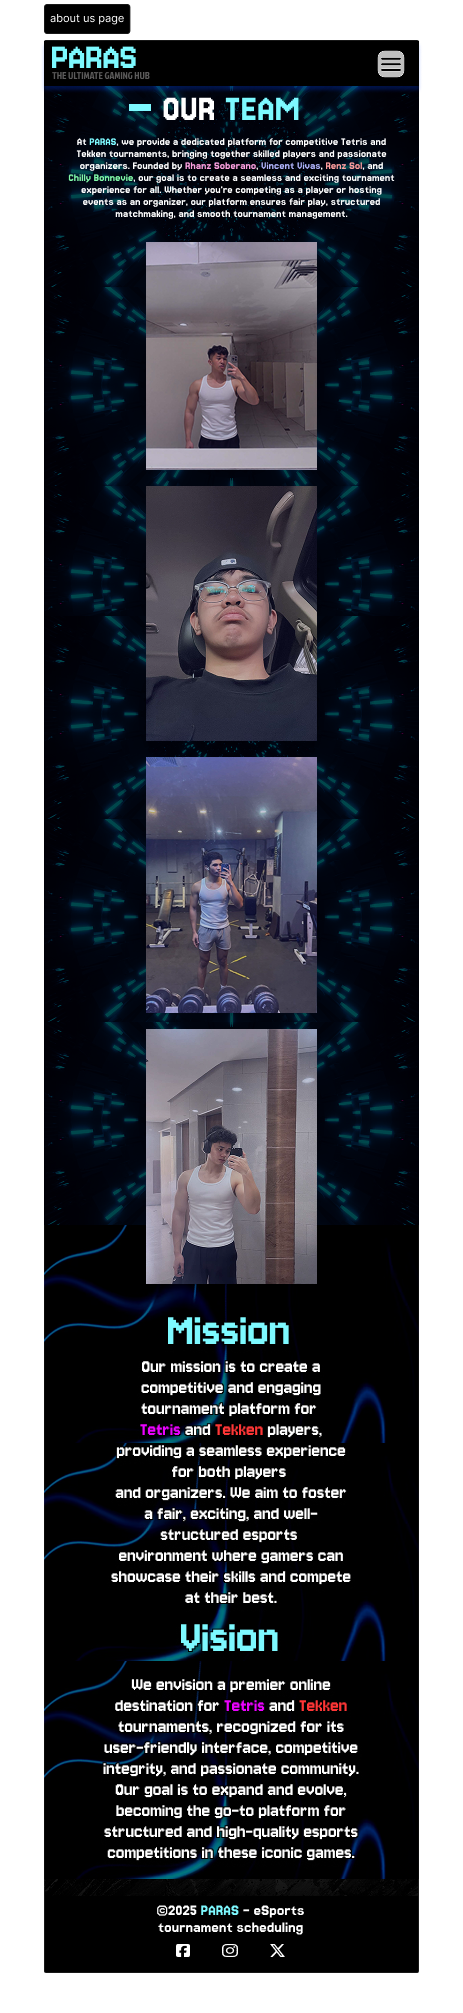 about us page
PARAS
THE ULTIMATE GAMING HUB
OUR TEAM
At PARAS, we provide a dedicated platform for competitive Tetris and
Tekken tournaments, bringing together skilled players and passionate
organizers. Founded by Rhanz Soberano, Vincent Vivas, Renz Sol, and
Chilly Bonnevie, our goal is to create a seamless and exciting tournament
experience for all. Whether you're competing as a player or hosting
events as an organizer, our platform ensures fair play, structured
matchmaking, and smooth tournament management.
Mission
Our mission is to create a
competitive and engaging
tournament platform for
Tetris and Tekken players,
providing a seamless experience
for both players
and organizers. We aim to foster
a fair, exciting, and well-
structured esports
environment where gamers can
showcase their skills and compete
at their best.
Vision
We envision a premier online
destination for Tetris and Tekken
tournaments, recognized for its
user-friendly interface, competitive
integrity, and passionate community.
Our goal is to expand and evolve,
becoming the go-to platform for
structured and high-quality esports
competitions in these iconic games.
©2025 PARAS - eSports
tournament scheduling